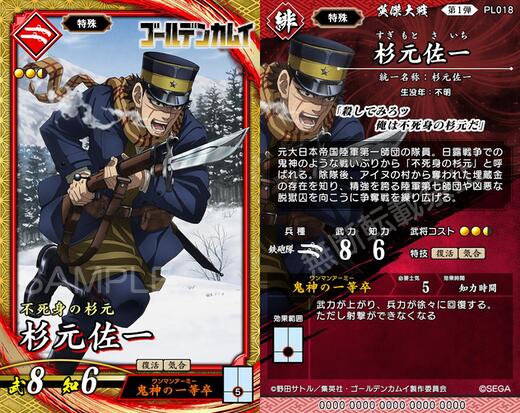 特殊
ゴールデンカムイ
SAMPLE
不死身の杉元
杉元佐一
復活 気合
武8 知6
ワンマンアーミー
鬼神の一等卒
5
絆
特殊
英傑大戦
第1弾
PL018
すぎもと さいち
杉元佐一
統一名称:杉元佐一
生没年:不明
「殺してみろッ
俺は不死身の杉元だ」
元大日本帝国陸軍第一師団の隊員。日露戦争での
鬼神のような戦いぶりから「不死身の杉元」と呼
ばれる。除隊後、アイヌの村から奪われた埋蔵金
の存在を知り、精強を誇る陸軍第七師団や凶悪な
脱獄囚を向こうに争奪戦を繰り広げる。
兵種 武力 知力 武将コスト
鉄砲隊 8 6 特技 復活 気合
ワンマンアーミー 必要士気 効果時間
鬼神の一等卒 5 知力時間
効果範囲
武力が上がり、兵力が徐々に回復する。
ただし射撃ができなくなる
無断転載
©野田サトル/集英社・ゴールデンカムイ製作委員会 ©SEGA
0000-0000-0000-0000-0000